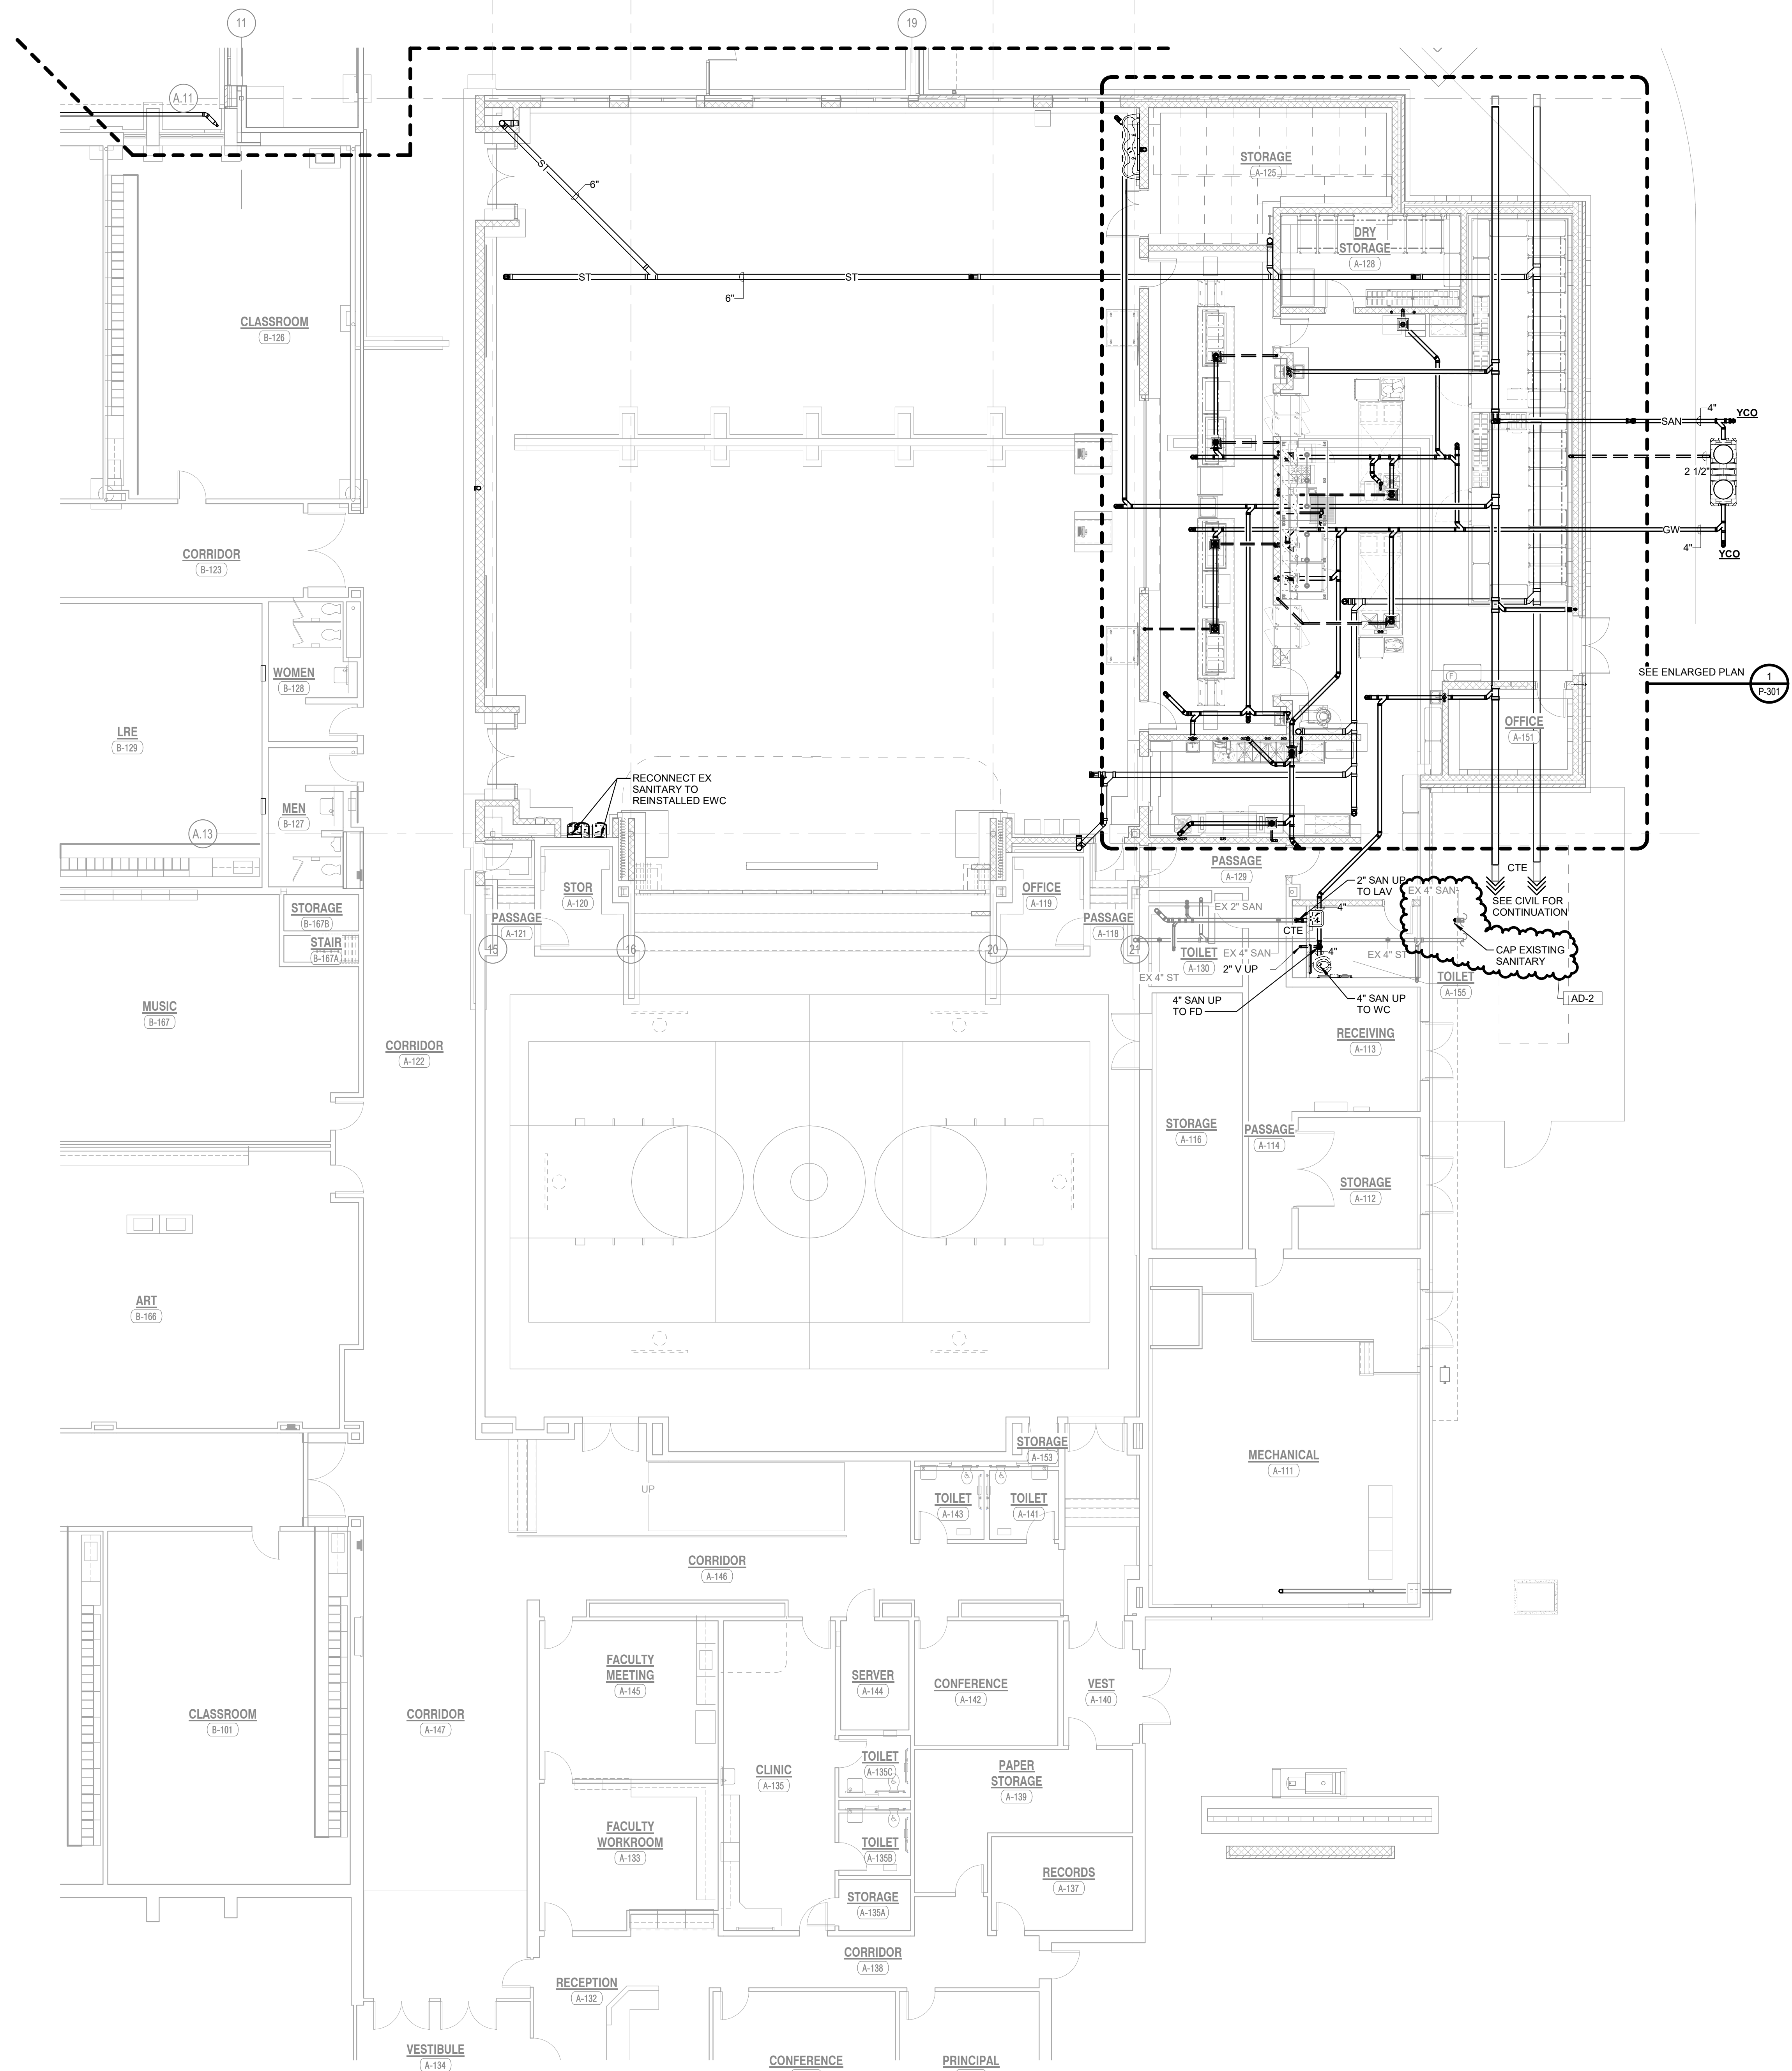 11
19
A.11
STORAGE
A-125
ST
6"
DRY
STORAGE
A-128
ST
ST
6"
CLASSROOM
B-126
4"
YCO
SAN
2 1/2"
GW
4"
YCO
CORRIDOR
B-123
WOMEN
B-128
SEE ENLARGED PLAN
1
P-301
F
OFFICE
A-151
LRE
B-129
RECONNECT EX
SANITARY TO
REINSTALLED EWC
MEN
B-127
A.13
PASSAGE
A-129
CTE
SEE CIVIL FOR
CONTINUATION
2" SAN UP
TO LAV
EX 4" SAN
STOR
A-120
OFFICE
A-119
STORAGE
B-167B
EX 2" SAN
4"
PASSAGE
A-121
PASSAGE
A-118
CTE
STAIR
B-167A
15
16
20
21
CAP EXISTING
SANITARY
TOILET
A-130
EX 4" SAN
4"
EX 4" ST
2" V UP
EX 4" ST
TOILET
A-155
AD-2
4" SAN UP
TO FD
4" SAN UP
TO WC
MUSIC
B-167
RECEIVING
A-113
CORRIDOR
A-122
STORAGE
A-116
PASSAGE
A-114
STORAGE
A-112
ART
B-166
STORAGE
A-153
MECHANICAL
A-111
UP
TOILET
A-143
TOILET
A-141
CORRIDOR
A-146
FACULTY
MEETING
A-145
SERVER
A-144
CONFERENCE
A-142
VEST
A-140
CLASSROOM
B-101
CORRIDOR
A-147
TOILET
A-135C
CLINIC
A-135
PAPER
STORAGE
A-139
FACULTY
WORKROOM
A-133
TOILET
A-135B
RECORDS
A-137
STORAGE
A-135A
CORRIDOR
A-138
RECEPTION
A-132
VESTIBULE
A-134
CONFERENCE
PRINCIPAL